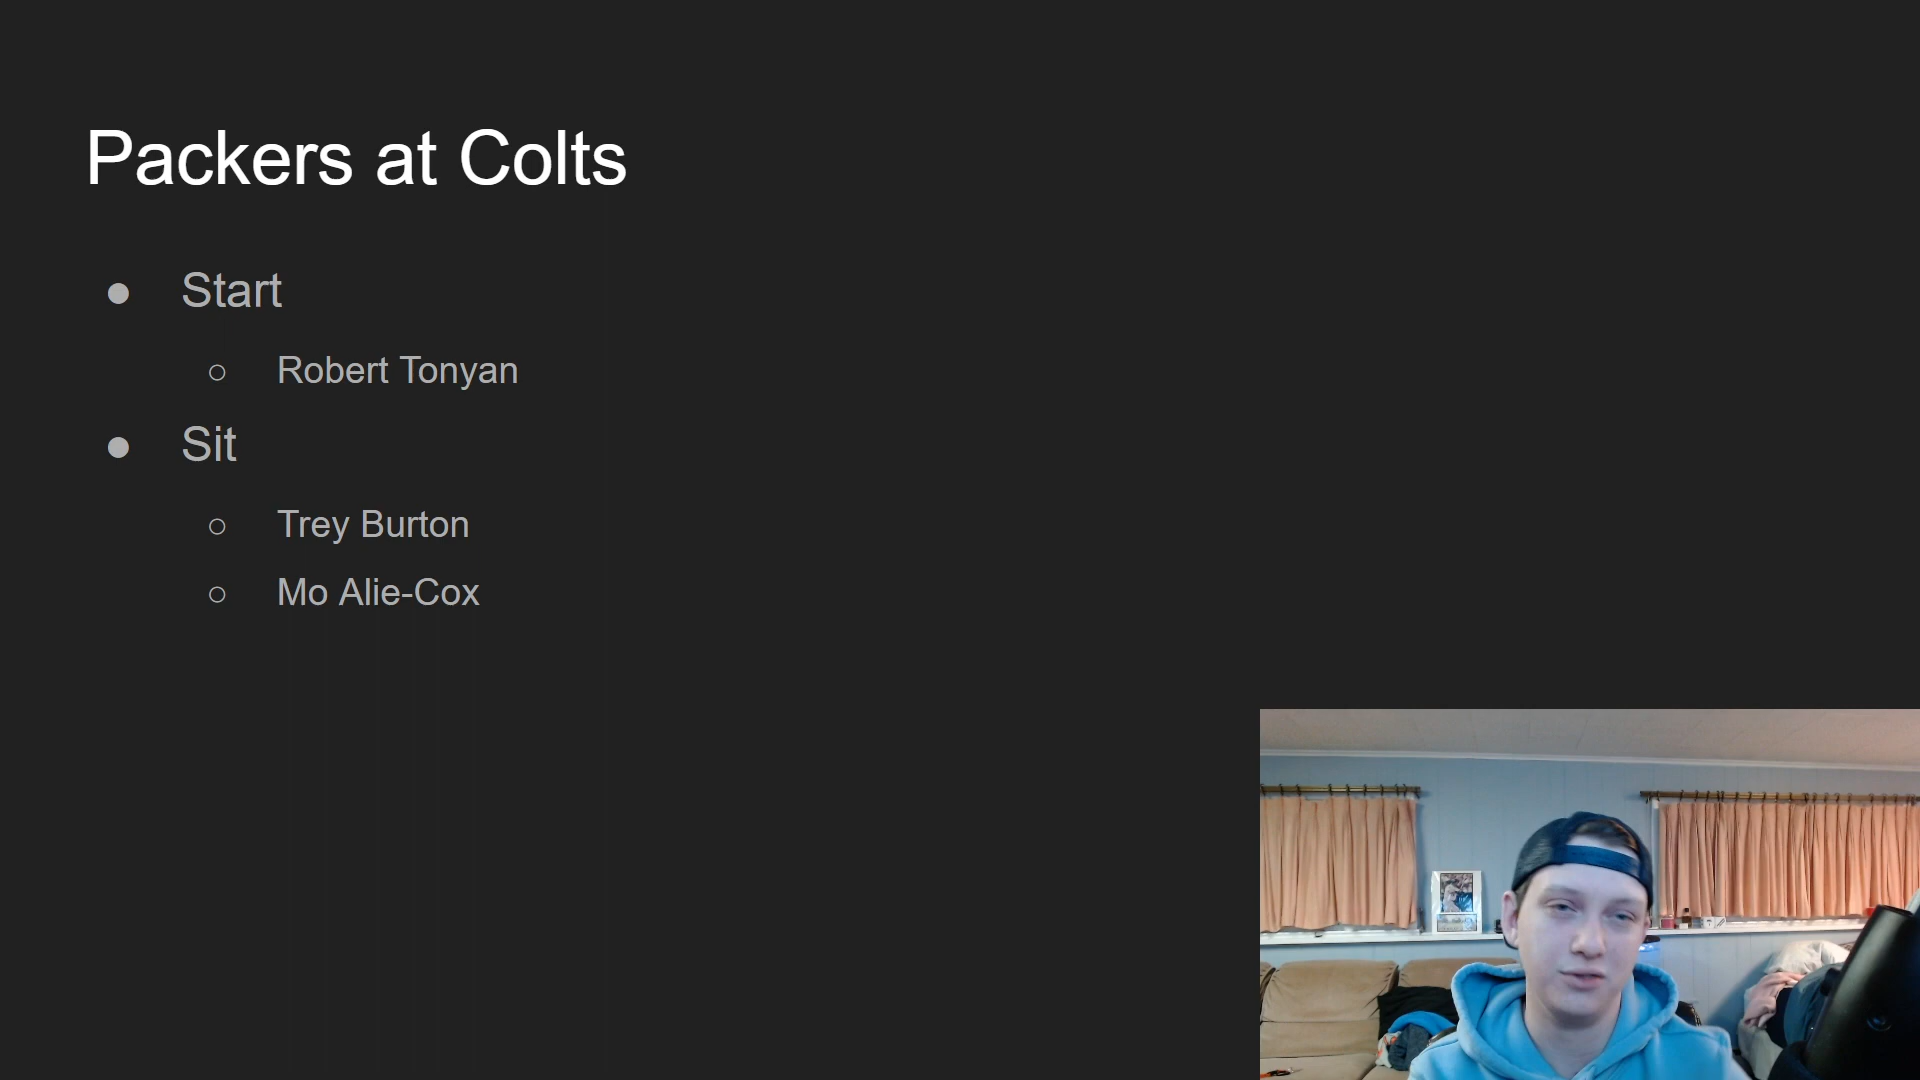 Packers at Colts
Start
Robert Tonyan
Sit
Trey Burton
Mo Alie-Cox